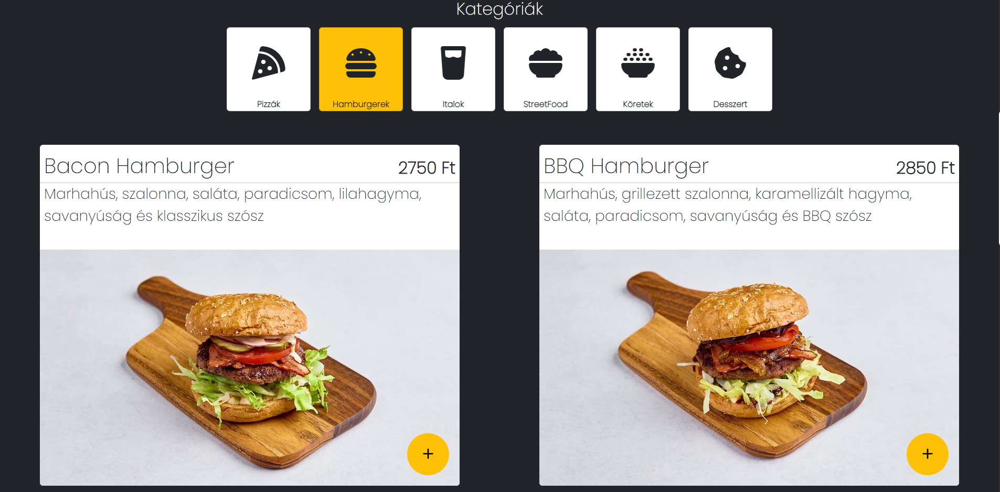 Kategóriák
Pizzák
Hamburgerek
Italok
StreetFood
Köretek
Desszert
Bacon Hamburger
2750 Ft
Marhahús, szalonna, saláta, paradicsom, lilahagyma,
savanyúság és klasszikus szósz
+
BBQ Hamburger
2850 Ft
Marhahús, grillezett szalonna, karamellizált hagyma,
saláta, paradicsom, savanyúság és BBQ szósz
+